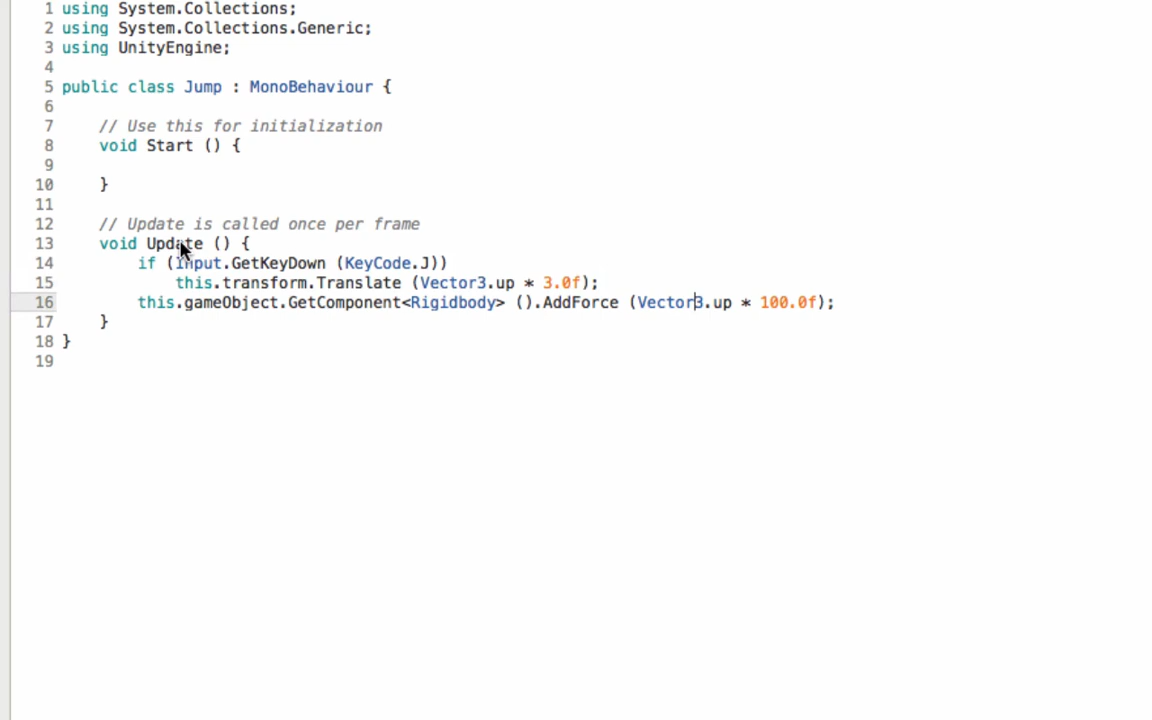 1 using System.Collections;
2 using System.Collections.Generic;
3 using UnityEngine;
4
5 public class Jump : MonoBehaviour {
6
7 // Use this for initialization
8 void Start () {
9
10 }
11
12 // Update is called once per frame
13 void Update () {
14 if (Input.GetKeyDown (KeyCode.J))
15 this.transform.Translate (Vector3.up * 3.0f);
16 this.gameObject.GetComponent<Rigidbody> ().AddForce (Vector3.up * 100.0f);
17 }
18 }
19